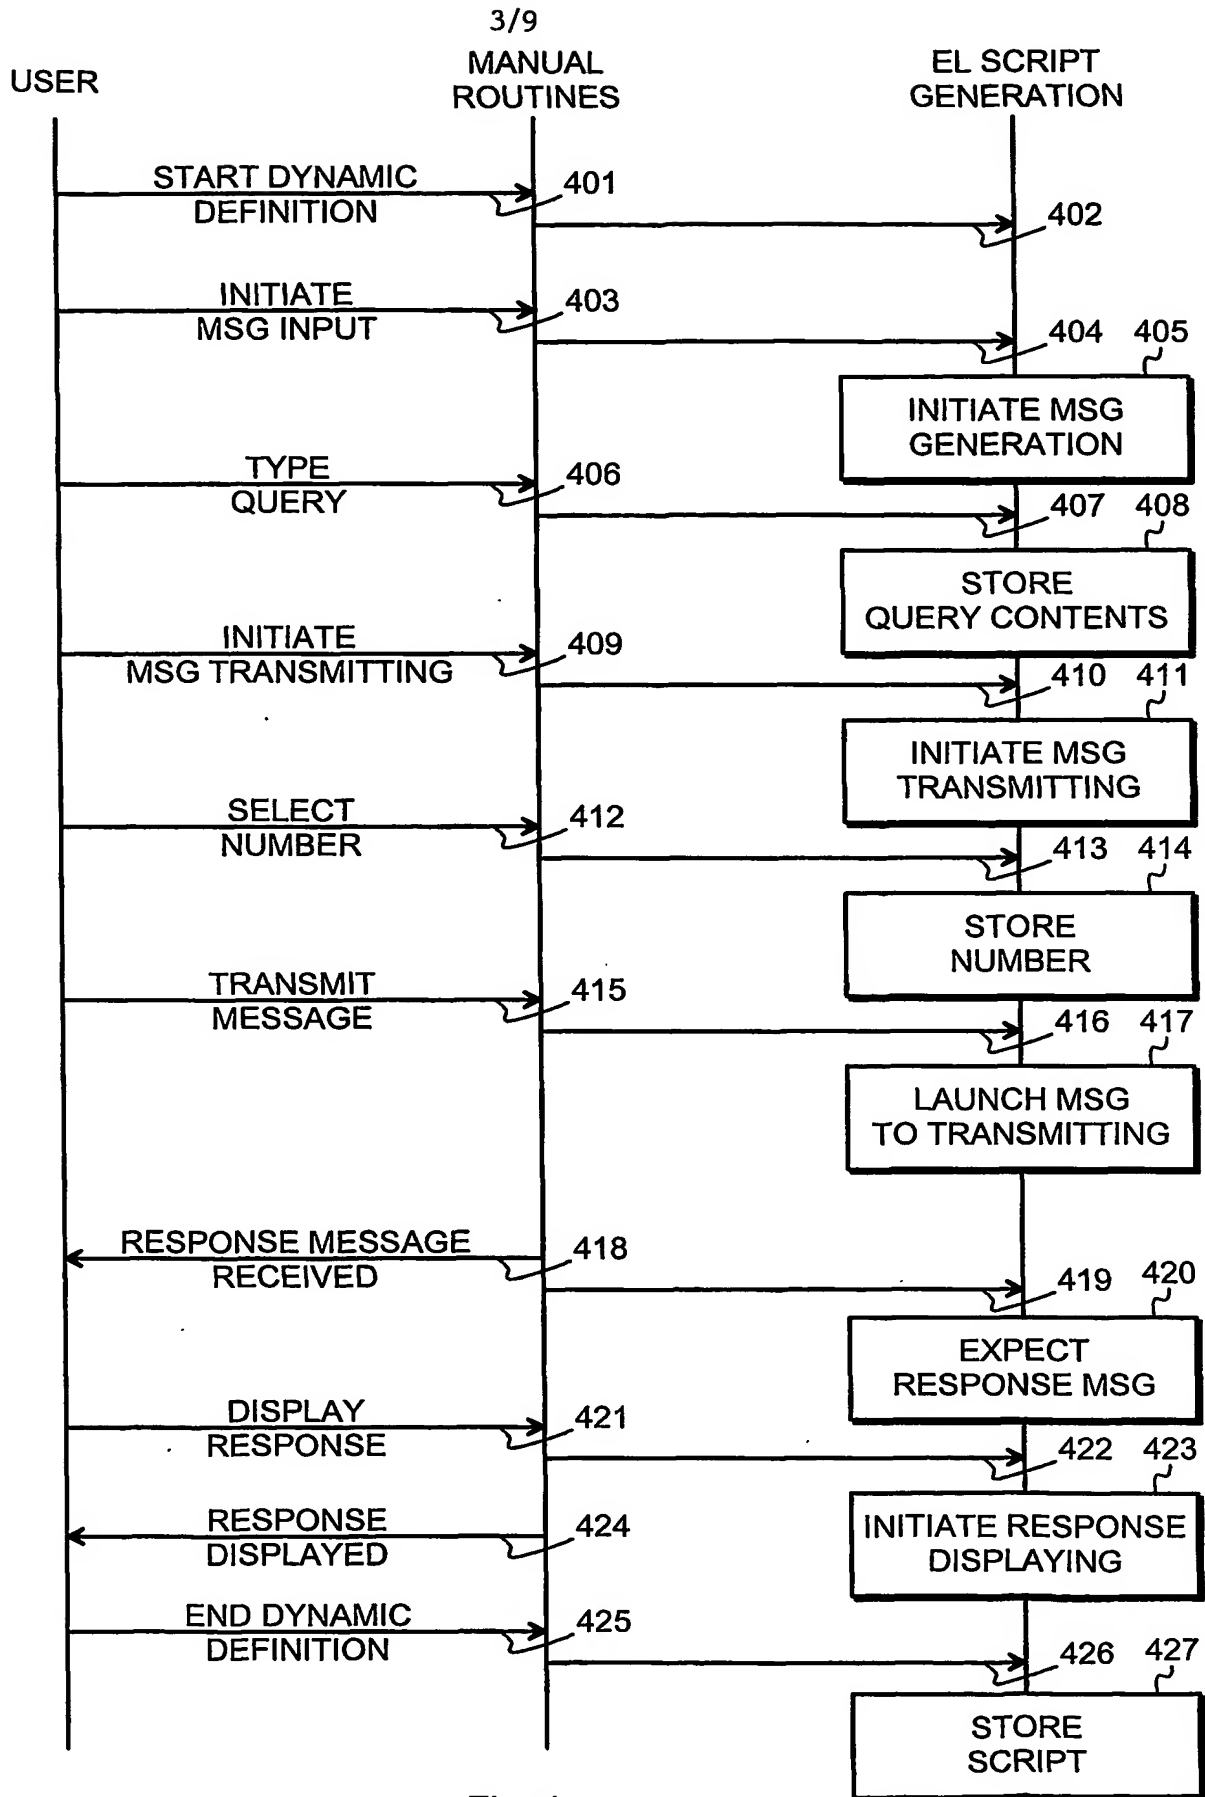 3/9
USER
MANUAL
ROUTINES
EL SCRIPT
GENERATION
START DYNAMIC
DEFINITION
401
402
INITIATE
MSG INPUT
403
404
405
INITIATE MSG
GENERATION
TYPE
QUERY
406
407
408
STORE
QUERY CONTENTS
INITIATE
MSG TRANSMITTING
409
410
411
INITIATE MSG
TRANSMITTING
SELECT
NUMBER
412
413
414
STORE
NUMBER
TRANSMIT
MESSAGE
415
416
417
LAUNCH MSG
TO TRANSMITTING
RESPONSE MESSAGE
RECEIVED
418
419
420
EXPECT
RESPONSE MSG
DISPLAY
RESPONSE
421
422
423
INITIATE RESPONSE
DISPLAYING
RESPONSE
DISPLAYED
424
END DYNAMIC
DEFINITION
425
426
427
STORE
SCRIPT